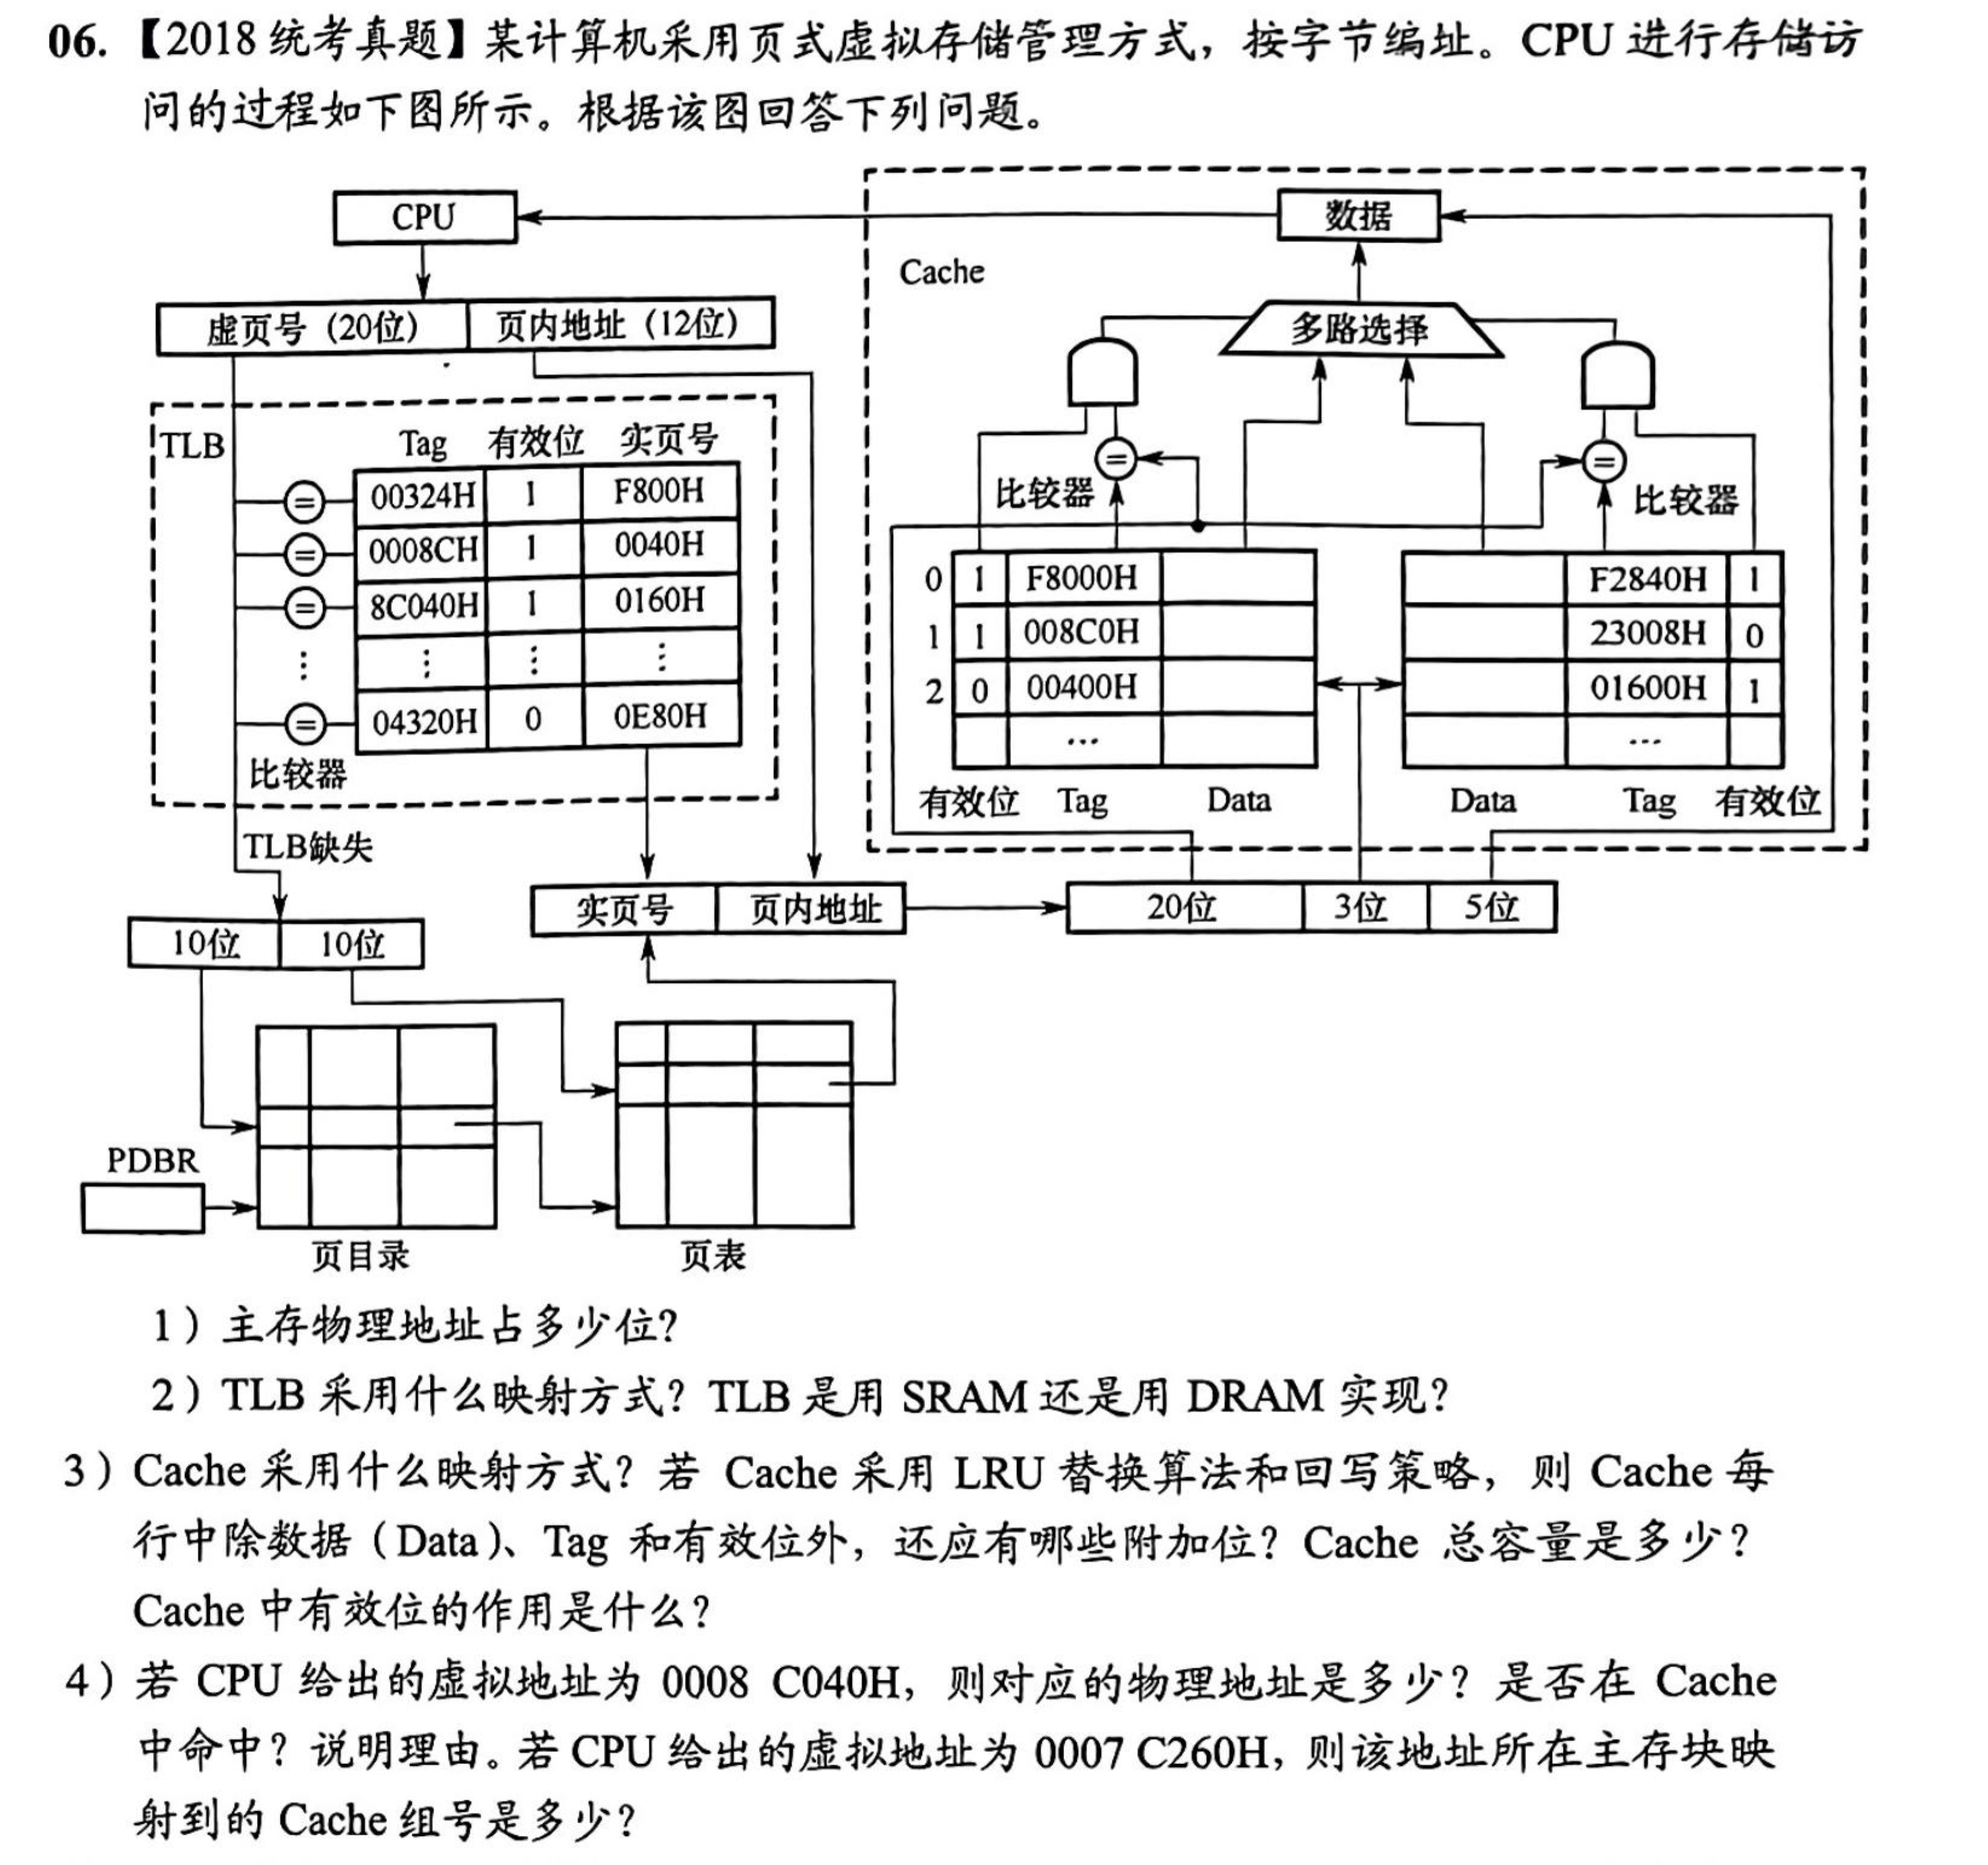 06.【2018 统考真题】某计算机采用页式虚拟存储管理方式，按字节编址。CPU 进行存储访
问的过程如下图所示。根据该图回答下列问题。
CPU
数据
Cache
虚页号（20位）
页内地址（12位）
多路选择
TLB
Tag 有效位 实页号
= 00324H 1 F800H
= 0008CH 1 0040H
= 8C040H 1 0160H
⋮ ⋮ ⋮ ⋮
= 04320H 0 0E80H
比较器
= =
比较器 比较器
0 1 F8000H F2840H 1
1 1 008C0H 23008H 0
2 0 00400H 01600H 1
… …
有效位 Tag Data Data Tag 有效位
TLB缺失
实页号 页内地址
20位 3位 5位
10位 10位
PDBR
页目录 页表
1）主存物理地址占多少位？
2）TLB 采用什么映射方式？TLB 是用 SRAM 还是用 DRAM 实现？
3）Cache 采用什么映射方式？若 Cache 采用 LRU 替换算法和回写策略，则 Cache 每
行中除数据（Data）、Tag 和有效位外，还应有哪些附加位？Cache 总容量是多少？
Cache 中有效位的作用是什么？
4）若 CPU 给出的虚拟地址为 0008 C040H，则对应的物理地址是多少？是否在 Cache
中命中？说明理由。若 CPU 给出的虚拟地址为 0007 C260H，则该地址所在主存块映
射到的 Cache 组号是多少？